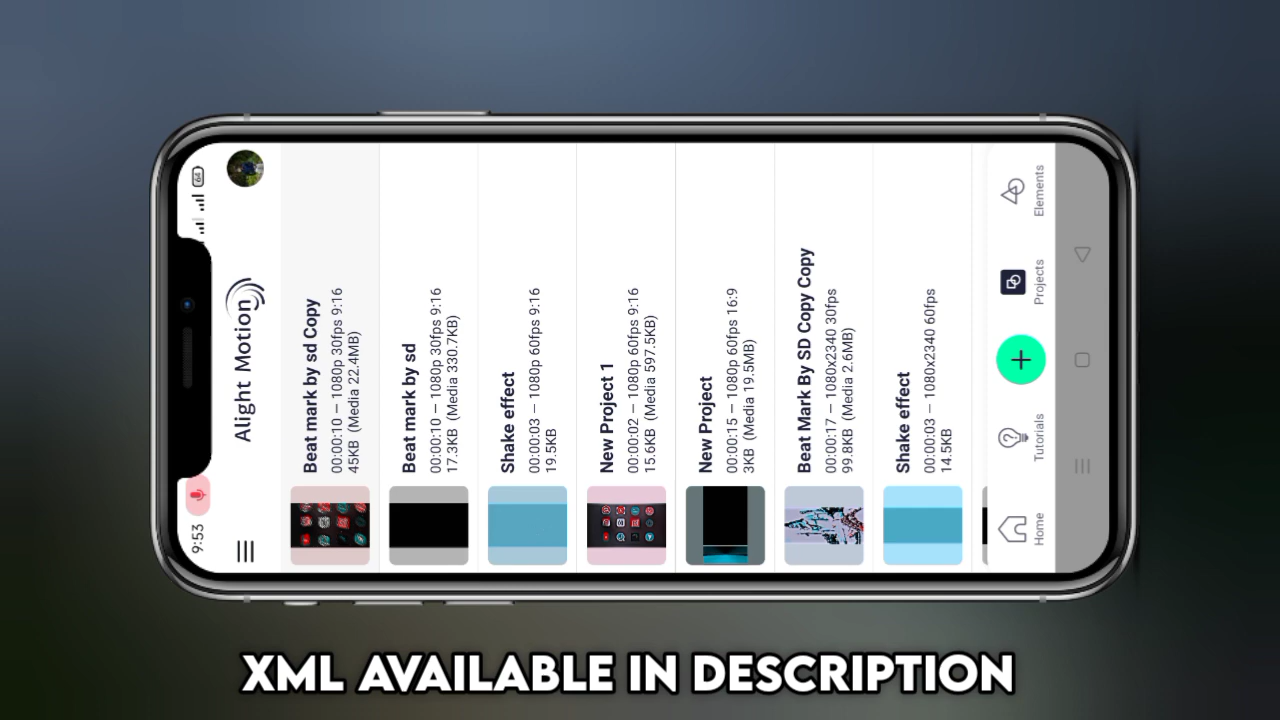 9:53
64
Alight Motion
Beat mark by sd Copy
00:00:10 — 1080p 30fps 9:16
45KB (Media 22.4MB)
Beat mark by sd
00:00:10 — 1080p 30fps 9:16
17.3KB (Media 330.7KB)
Shake effect
00:00:03 — 1080p 60fps 9:16
19.5KB
New Project 1
00:00:02 — 1080p 60fps 9:16
15.6KB (Media 597.5KB)
New Project
00:00:15 — 1080p 60fps 16:9
3KB (Media 19.5MB)
Beat Mark By SD Copy Copy
00:00:17 — 1080x2340 30fps
99.8KB (Media 2.6MB)
Shake effect
00:00:03 — 1080x2340 60fps
14.5KB
Home
Tutorials
Projects
Elements
XML AVAILABLE IN DESCRIPTION